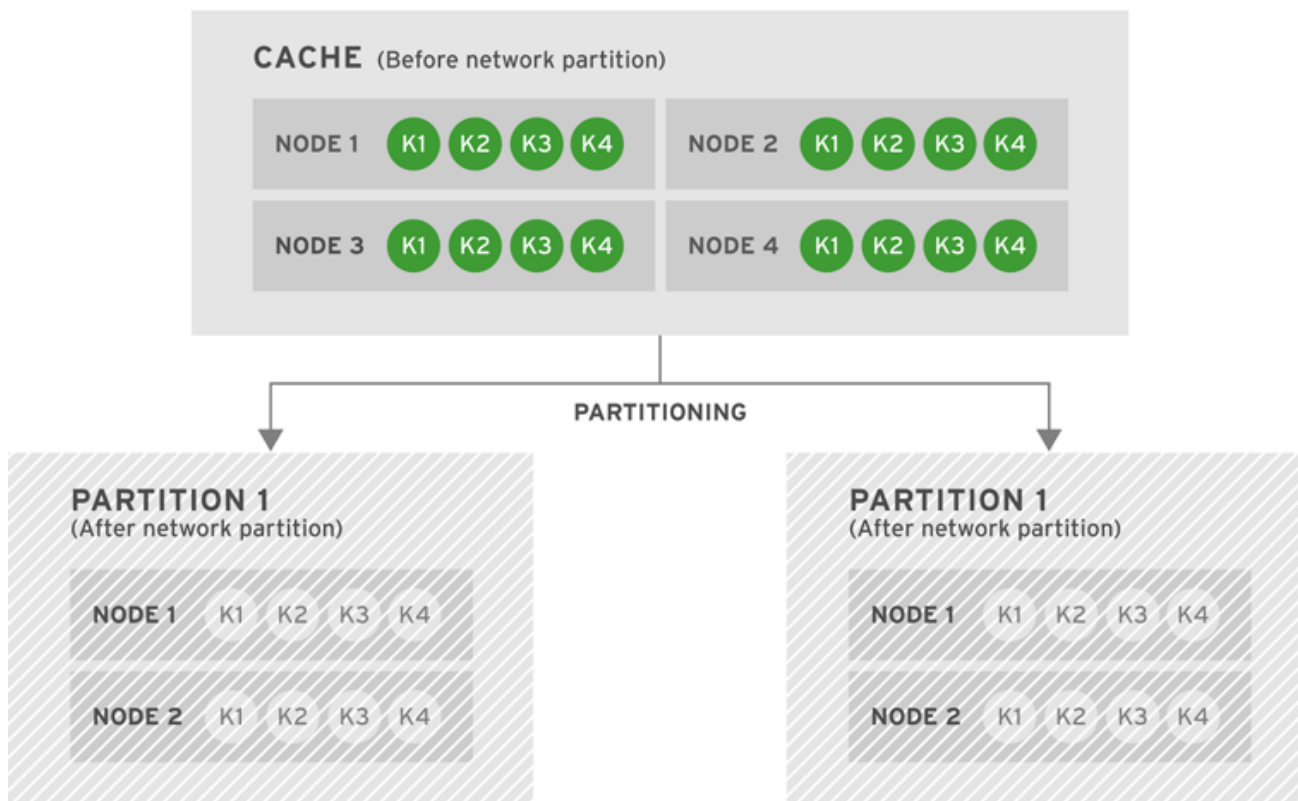 CACHE (Before network partition)
NODE 1 K1 K2 K3 K4 NODE 2 K1 K2 K3 K4
NODE 3 K1 K2 K3 K4 NODE 4 K1 K2 K3 K4
PARTITIONING
PARTITION 1
(After network partition)
NODE 1 K1 K2 K3 K4
NODE 2 K1 K2 K3 K4
PARTITION 1
(After network partition)
NODE 1 K1 K2 K3 K4
NODE 2 K1 K2 K3 K4